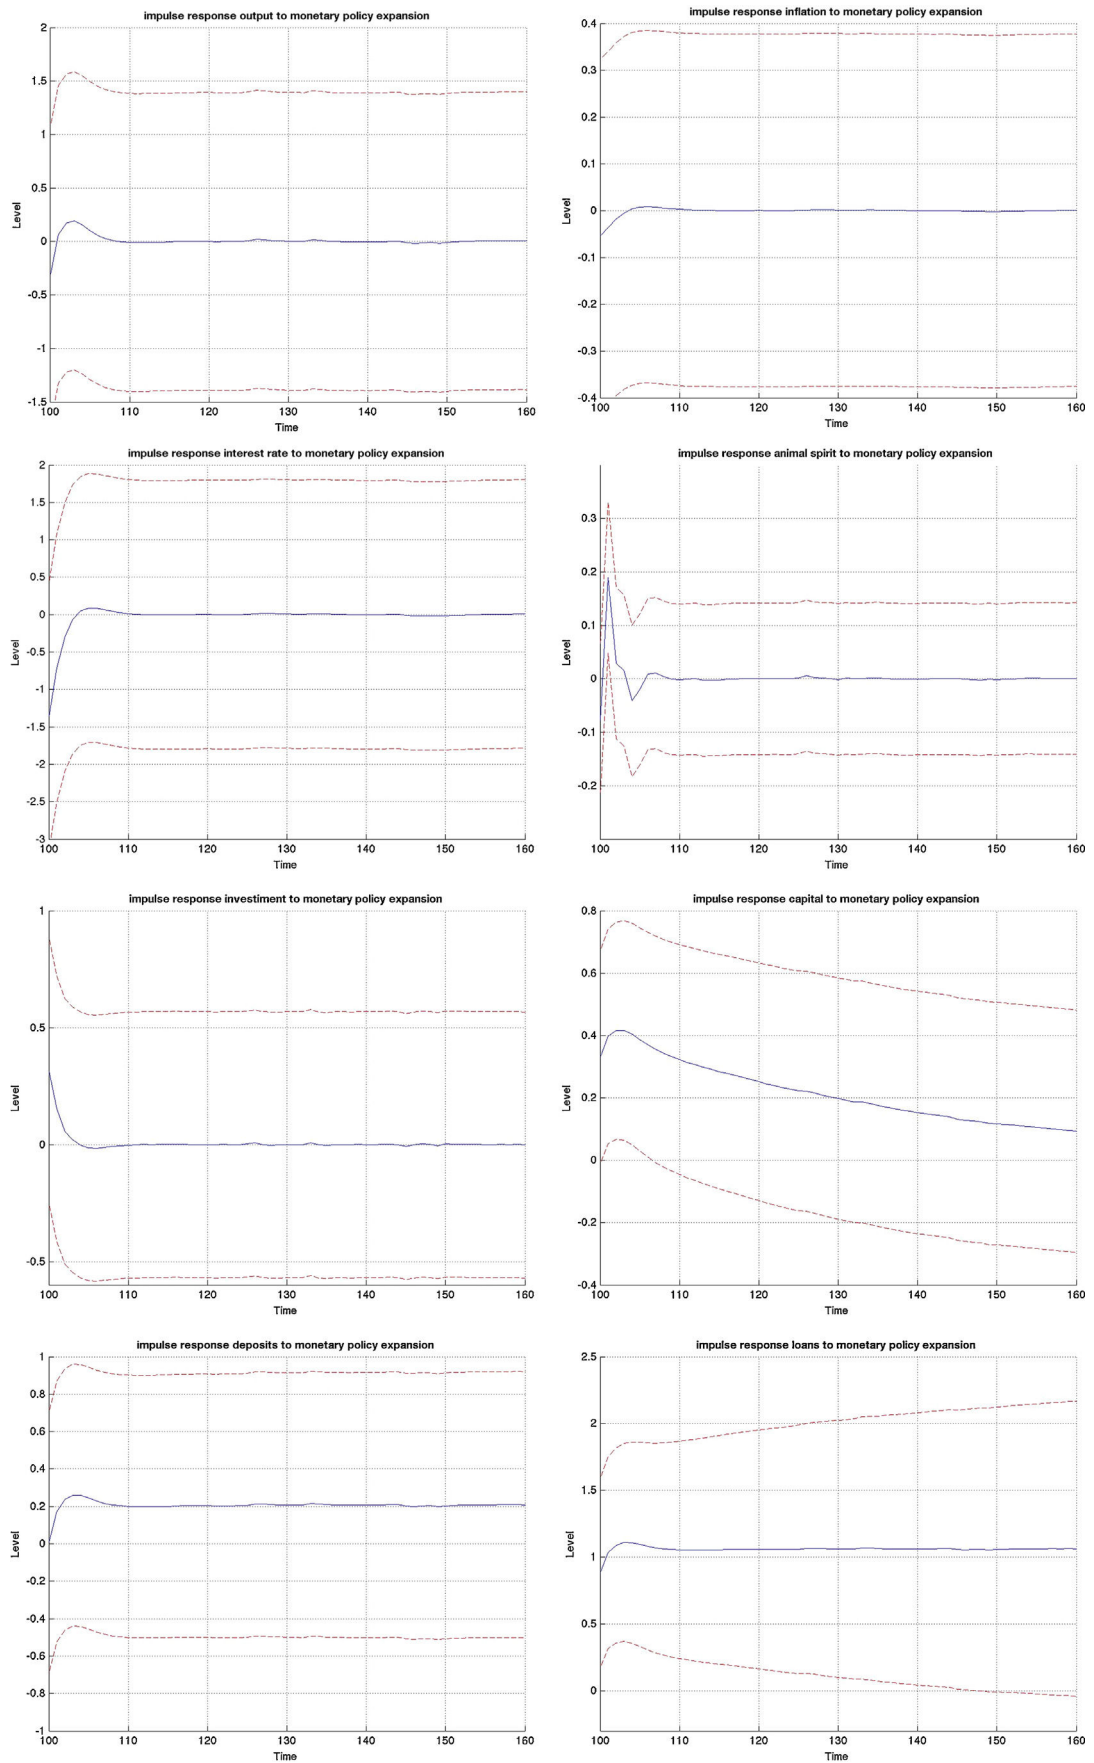 impulse response output to monetary policy expansion
2
1.5
1
0.5
0
-0.5
-1
-1.5
Level
100 110 120 130 140 150 160
Time
impulse response inflation to monetary policy expansion
0.4
0.3
0.2
0.1
0
-0.1
-0.2
-0.3
-0.4
Level
100 110 120 130 140 150 160
Time
impulse response interest rate to monetary policy expansion
2
1.5
1
0.5
0
-0.5
-1
-1.5
-2
-2.5
-3
Level
100 110 120 130 140 150 160
Time
impulse response animal spirit to monetary policy expansion
0.3
0.2
0.1
0
-0.1
-0.2
Level
100 110 120 130 140 150 160
Time
impulse response investiment to monetary policy expansion
1
0.5
0
-0.5
Level
100 110 120 130 140 150 160
Time
impulse response capital to monetary policy expansion
0.8
0.6
0.4
0.2
0
-0.2
-0.4
Level
100 110 120 130 140 150 160
Time
impulse response deposits to monetary policy expansion
1
0.8
0.6
0.4
0.2
0
-0.2
-0.4
-0.6
-0.8
-1
Level
100 110 120 130 140 150 160
Time
impulse response loans to monetary policy expansion
2.5
2
1.5
1
0.5
0
Level
100 110 120 130 140 150 160
Time